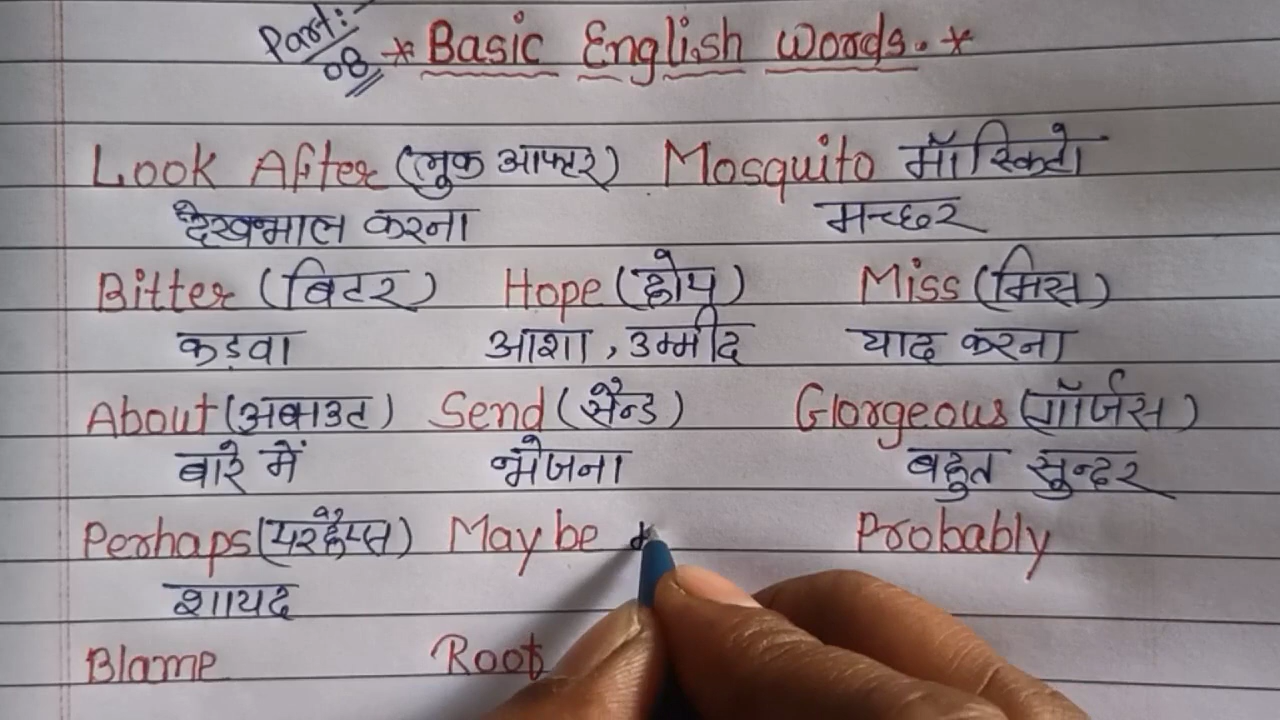 Part:- 08 * Basic English Words. *
Look After (लुक आफ्टर) Mosquito मॉस्किटो
देखभाल करना मच्छर
Bitter (बिटर) Hope (होप) Miss (मिस)
कड़वा आशा, उम्मीद याद करना
About (अबाउट) Send (सेन्ड) Gorgeous (गॉर्जस)
बारे में भेजना बहुत सुन्दर
Perhaps (परहैप्स) May be Probably
शायद
Blame Root